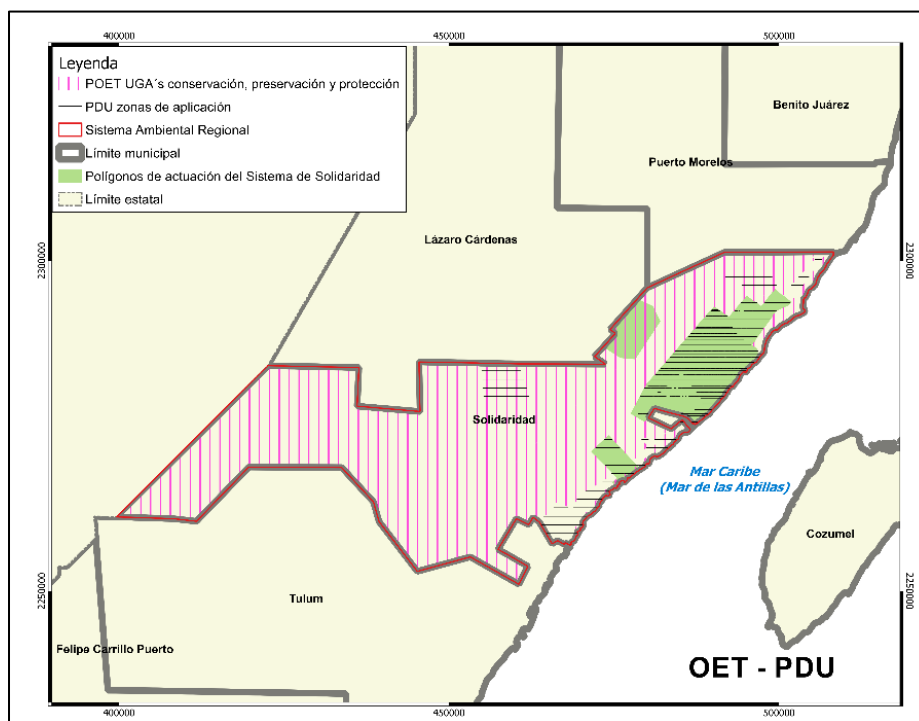 400000
450000
500000
Leyenda
POET UGA´s conservación, preservación y protección
PDU zonas de aplicación
Sistema Ambiental Regional
Límite municipal
Polígonos de actuación del Sistema de Solidaridad
Límite estatal
Benito Juárez
Puerto Morelos
Lázaro Cárdenas
2300000
2300000
Solidaridad
Mar Caribe
(Mar de las Antillas)
Cozumel
2250000
2250000
Tulum
Felipe Carrillo Puerto
OET - PDU
400000
450000
500000